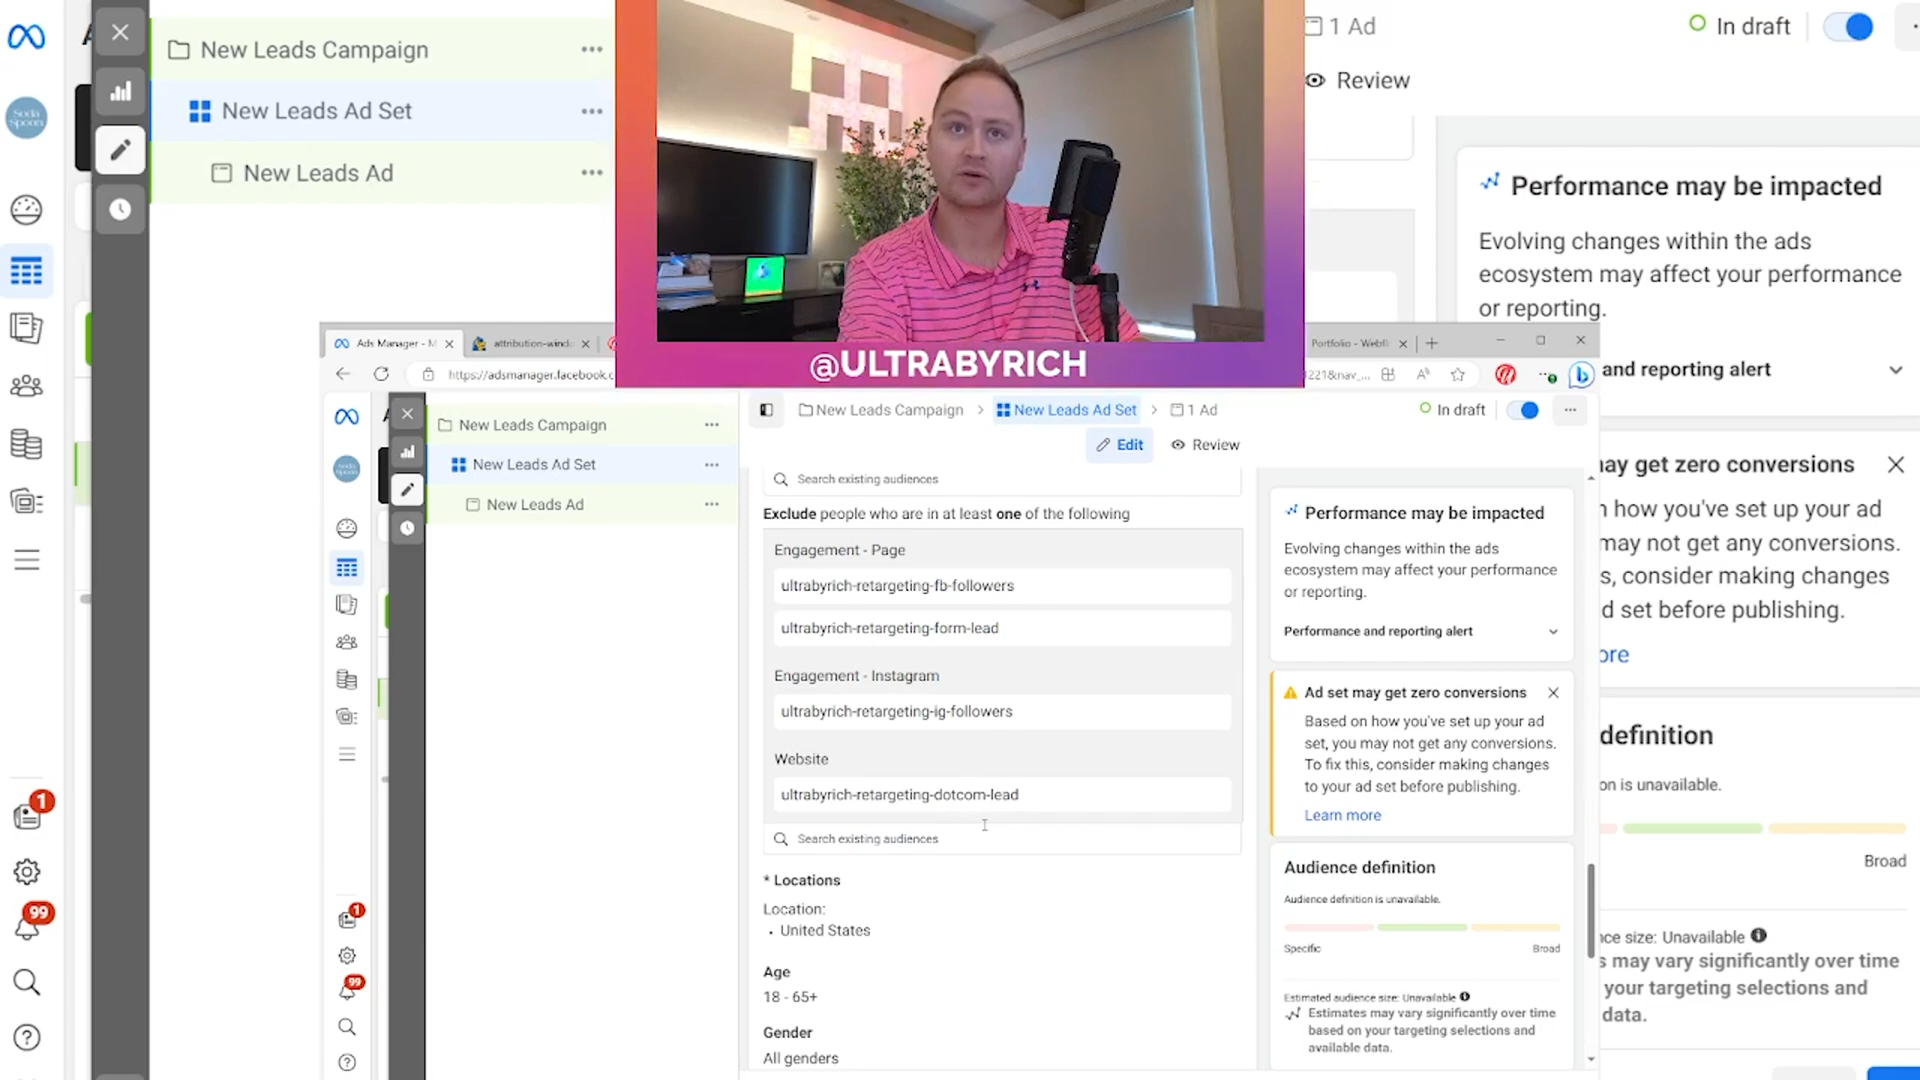 New Leads Campaign
New Leads Ad Set
New Leads Ad
1 Ad
In draft
Review
Soda
Spoon
Performance may be impacted
Evolving changes within the ads
ecosystem may affect your performance
or reporting.
and reporting alert
@ULTRABYRICH
attribution-wind
https://adsmanager.facebook.c
New Leads Campaign
New Leads Ad Set
New Leads Ad
New Leads Campaign
New Leads Ad Set
1 Ad
In draft
Edit
Review
Search existing audiences
Exclude people who are in at least one of the following
Engagement - Page
ultrabyrich-retargeting-fb-followers
ultrabyrich-retargeting-form-lead
Engagement - Instagram
ultrabyrich-retargeting-ig-followers
Website
ultrabyrich-retargeting-dotcom-lead
Search existing audiences
* Locations
Location:
United States
Age
18 - 65+
Gender
All genders
Performance may be impacted
Evolving changes within the ads
ecosystem may affect your performance
or reporting.
Performance and reporting alert
Ad set may get zero conversions
Based on how you've set up your ad
set, you may not get any conversions.
To fix this, consider making changes
to your ad set before publishing.
Learn more
Audience definition
Audience definition is unavailable.
Specific
Broad
Estimated audience size: Unavailable
Estimates may vary significantly over time
based on your targeting selections and
available data.
ay get zero conversions
how you've set up your ad
may not get any conversions.
s, consider making changes
d set before publishing.
ore
definition
on is unavailable.
Broad
nce size: Unavailable
s may vary significantly over time
your targeting selections and
data.
1
99
1
99